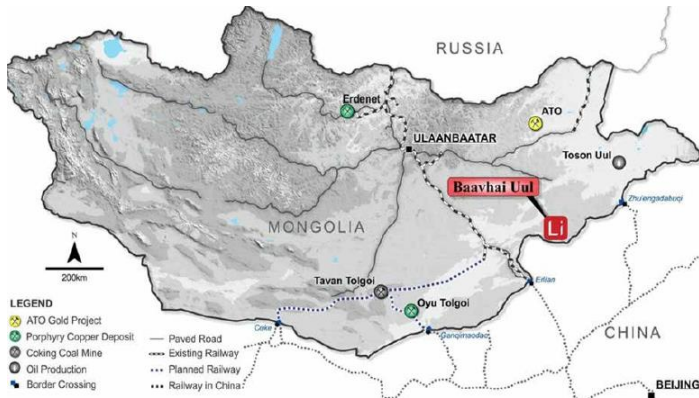 RUSSIA
Erdenet
ATO
ULAANBAATAR
Toson Uul
Baavhai Uul
Zhulengadabuqi
Li
MONGOLIA
N
200km
Tavan Tolgoi
Oyu Tolgoi
Erlian
Ceke
Ganqimaodao
CHINA
BEIJING
LEGEND
ATO Gold Project
Porphyry Copper Deposit
Coking Coal Mine
Oil Production
Border Crossing
Paved Road
Existing Railway
Planned Railway
Railway in China